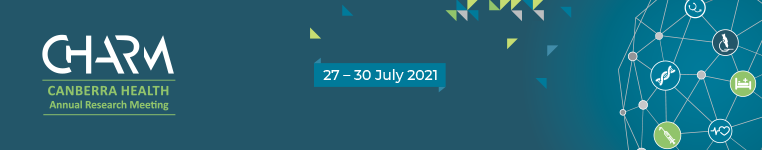 CHARM
CANBERRA HEALTH
Annual Research Meeting
27 – 30 July 2021